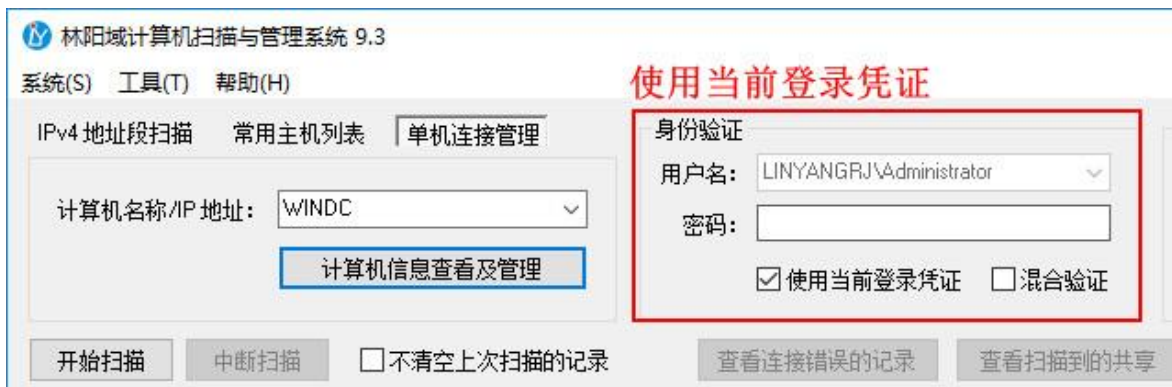 林阳域计算机扫描与管理系统 9.3
系统(S) 工具(T) 帮助(H)
使用当前登录凭证
IPv4 地址段扫描 常用主机列表 单机连接管理
身份验证
用户名： LINYANGRJ\Administrator
计算机名称/IP 地址： WINDC
密码：
计算机信息查看及管理
使用当前登录凭证 混合验证
开始扫描 中断扫描 不清空上次扫描的记录 查看连接错误的记录 查看扫描到的共享